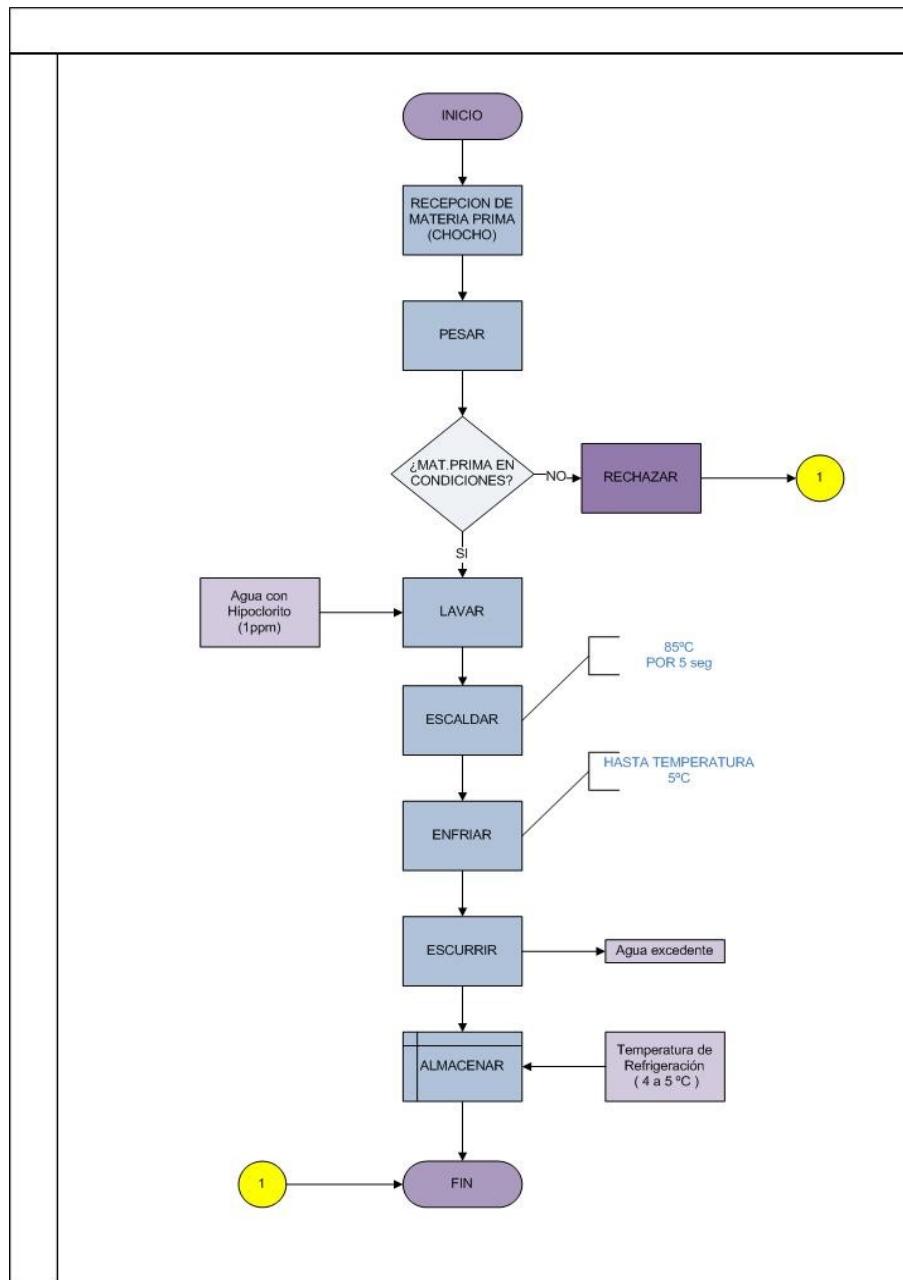 INICIO
RECEPCION DE
MATERIA PRIMA
(CHOCHO)
PESAR
¿MAT.PRIMA EN
CONDICIONES?
NO
RECHAZAR
1
SI
Agua con
Hipoclorito
(1ppm)
LAVAR
85ºC
POR 5 seg
ESCALDAR
HASTA TEMPERATURA
5ºC
ENFRIAR
ESCURRIR
Agua excedente
ALMACENAR
Temperatura de
Refrigeración
( 4 a 5 ºC )
1
FIN